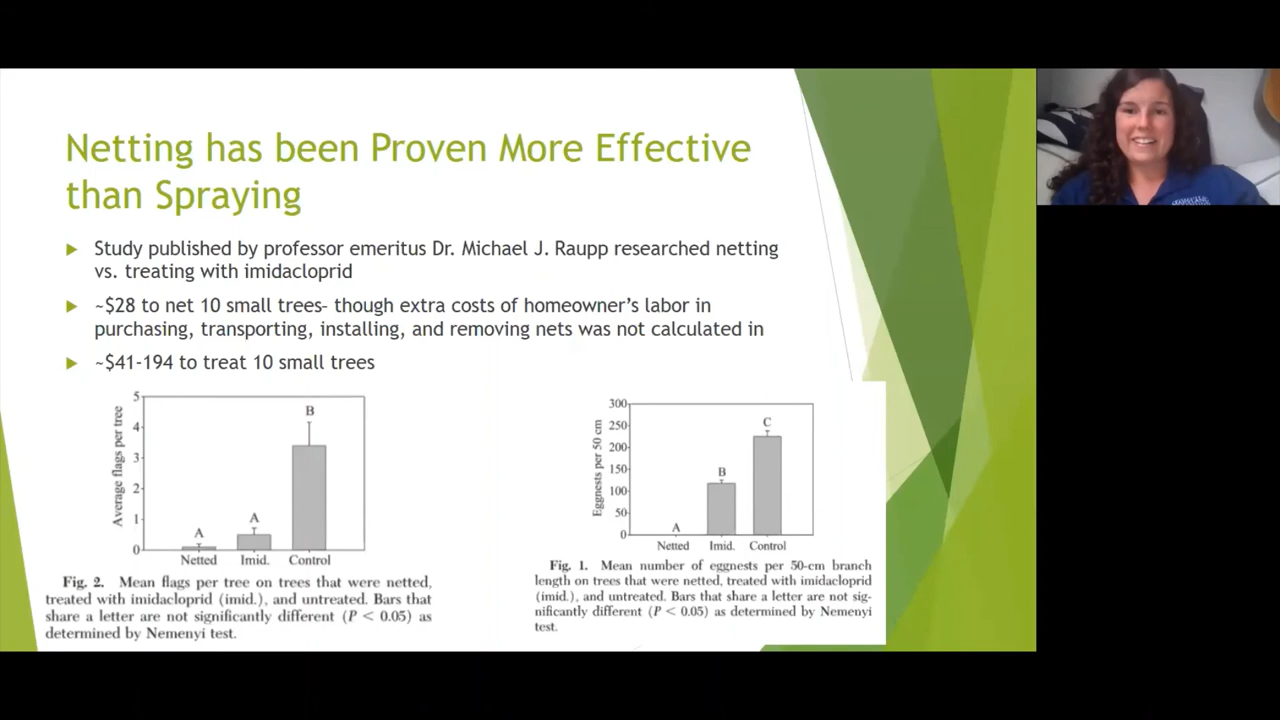 Netting has been Proven More Effective
than Spraying
Study published by professor emeritus Dr. Michael J. Raupp researched netting
vs. treating with imidacloprid
~$28 to net 10 small trees- though extra costs of homeowner's labor in
purchasing, transporting, installing, and removing nets was not calculated in
~$41-194 to treat 10 small trees
Average flags per tree
5
4
3
2
1
0
A
A
B
Netted Imid. Control
Fig. 2. Mean flags per tree on trees that were netted,
treated with imidacloprid (imid.), and untreated. Bars that
share a letter are not significantly different (P < 0.05) as
determined by Nemenyi test.
Eggnests per 50 cm
300
250
200
150
100
50
0
A
B
C
Netted Imid. Control
Fig. 1. Mean number of eggnests per 50-cm branch
length on trees that were netted, treated with imidacloprid
(imid.), and untreated. Bars that share a letter are not sig-
nificantly different (P < 0.05) as determined by Nemenyi
test.